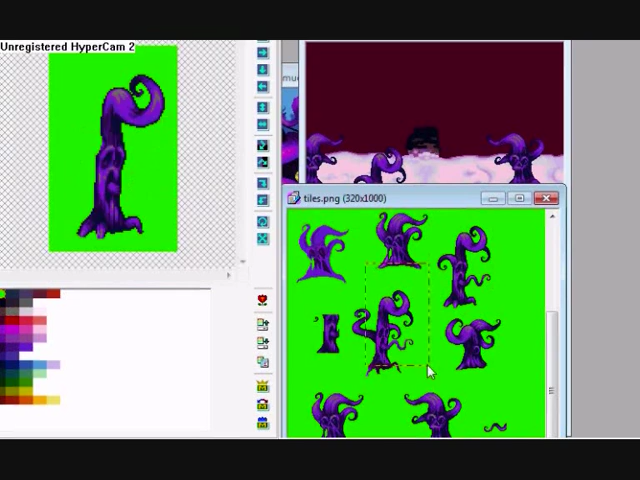 Unregistered HyperCam 2
tiles.png (320x1000)